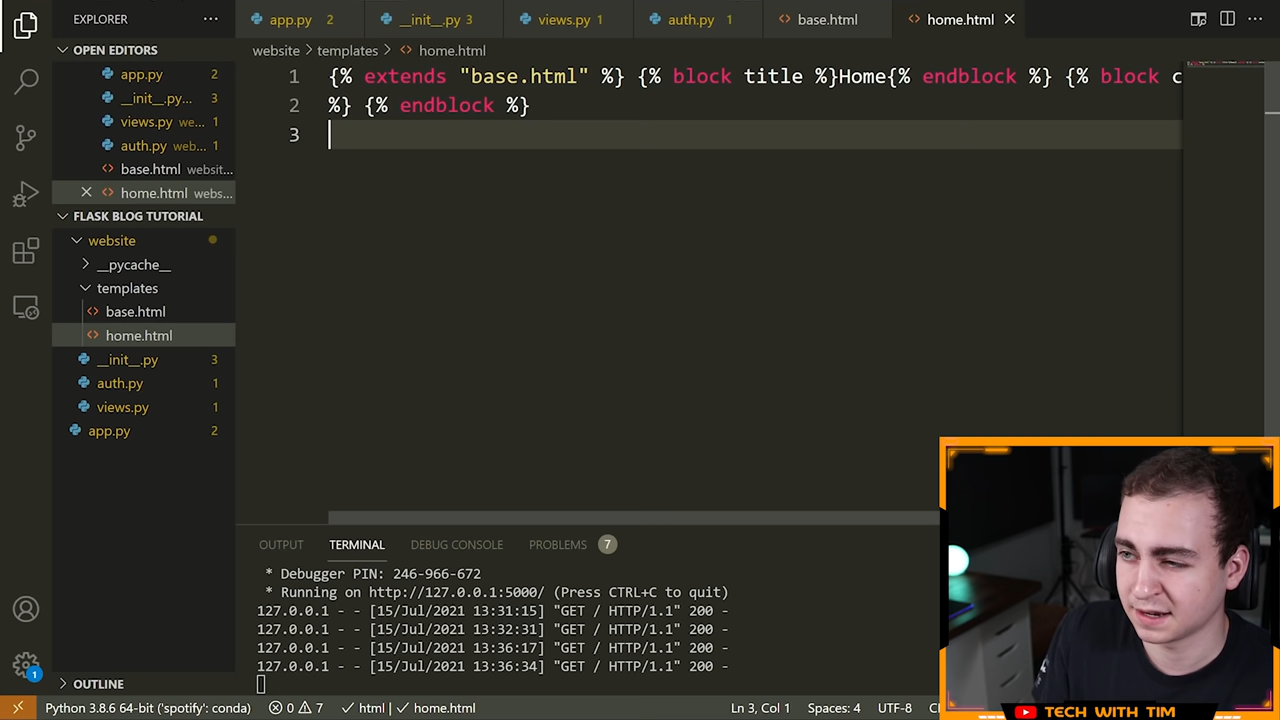 EXPLORER
app.py 2
__init__.py 3
views.py 1
auth.py 1
base.html
home.html
OPEN EDITORS
app.py 2
__init__.py... 3
views.py we... 1
auth.py web... 1
base.html websit...
home.html webs...
FLASK BLOG TUTORIAL
website
__pycache__
templates
base.html
home.html
__init__.py 3
auth.py 1
views.py 1
app.py 2
OUTLINE
website > templates > home.html
1 {% extends "base.html" %} {% block title %}Home{% endblock %} {% block c
2 %} {% endblock %}
3
OUTPUT TERMINAL DEBUG CONSOLE PROBLEMS 7
* Debugger PIN: 246-966-672
* Running on http://127.0.0.1:5000/ (Press CTRL+C to quit)
127.0.0.1 - - [15/Jul/2021 13:31:15] "GET / HTTP/1.1" 200 -
127.0.0.1 - - [15/Jul/2021 13:32:31] "GET / HTTP/1.1" 200 -
127.0.0.1 - - [15/Jul/2021 13:36:17] "GET / HTTP/1.1" 200 -
127.0.0.1 - - [15/Jul/2021 13:36:34] "GET / HTTP/1.1" 200 -
1
Python 3.8.6 64-bit ('spotify': conda) 0 7 html | home.html Ln 3, Col 1 Spaces: 4 UTF-8
TECH WITH TIM